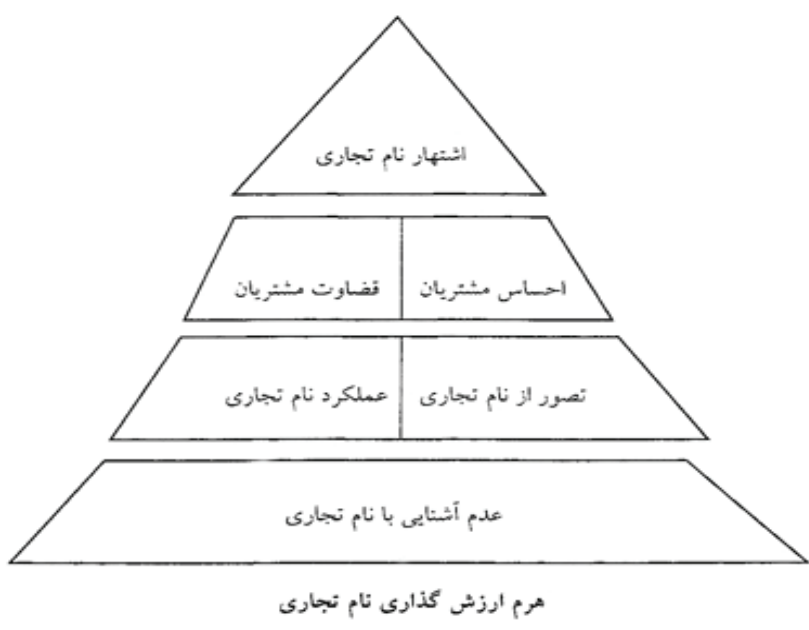 اشتهار نام تجاری
احساس مشتریان
قضاوت مشتریان
تصور از نام تجاری
عملکرد نام تجاری
عدم آشنایی با نام تجاری
هرم ارزش گذاری نام تجاری